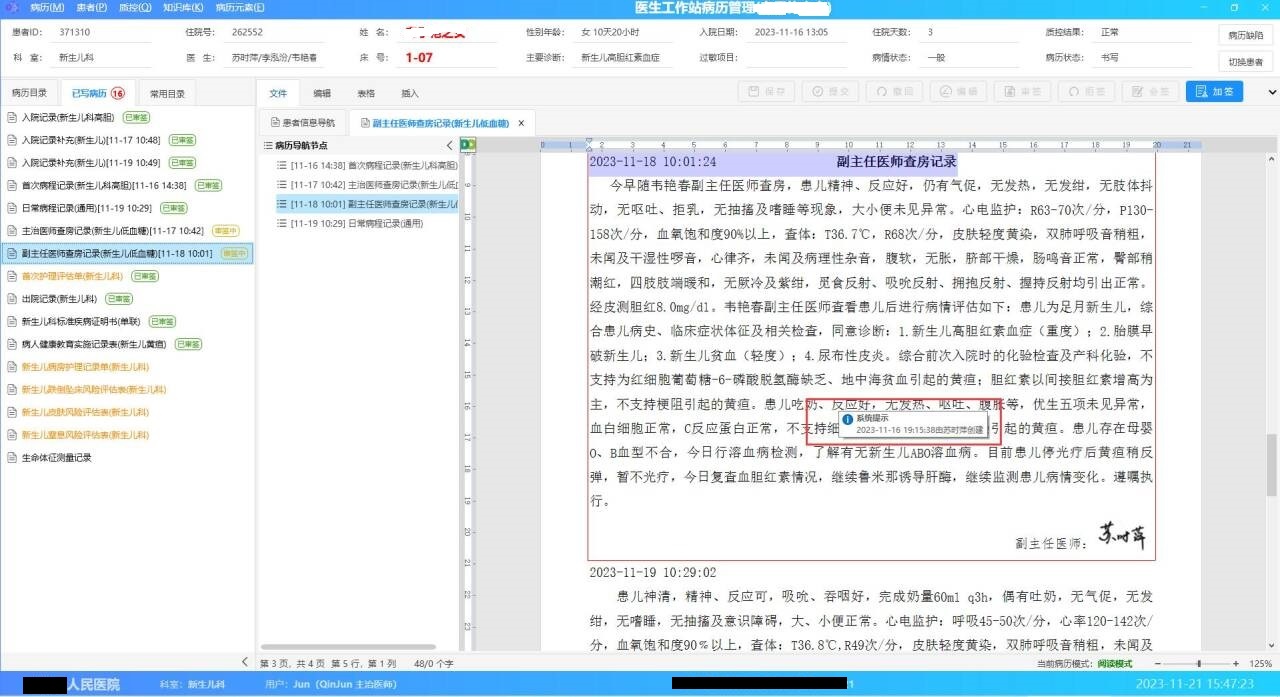 病历(M) 患者(P) 质控(Q) 知识库(K) 病历元素(E)
医生工作站病历管理
患者ID: 371310 住院号: 262552 姓 名: 性别年龄: 女 10天20小时 入院日期: 2023-11-16 13:05 住院天数: 3 质控结果: 正常 病历缺陷
科 室: 新生儿科 医 生: 苏时萍/李泓汾/韦艳春 床 号: 1-07 主要诊断: 新生儿高胆红素血症 过敏项目: 病情状态: 一般 病历状态: 书写 切换患者
病历目录 已写病历 16 常用目录
文件 编辑 表格 插入
保存 提交 撤回 编辑 审签 拒签 会签 加签
入院记录(新生儿科高胆) 已审签
入院记录补充(新生儿)[11-17 10:48] 已审签
入院记录补充(新生儿)[11-19 10:49] 已审签
首次病程记录(新生儿科高胆)[11-16 14:38] 已审签
日常病程记录(通用)[11-19 10:29] 已审签
主治医师查房记录(新生儿低血糖)[11-17 10:42] 审签中
副主任医师查房记录(新生儿低血糖)[11-18 10:01] 审签中
首次护理评估单(新生儿科) 已审签
出院记录(新生儿科) 已审签
新生儿科标准疾病证明书(单联) 已审签
病人健康教育实施记录表(新生儿黄疸) 已审签
新生儿病房护理记录单(新生儿科)
新生儿跌倒坠床风险评估表(新生儿科)
新生儿皮肤风险评估表(新生儿科)
新生儿窒息风险评估表(新生儿科)
生命体征测量记录
患者信息导航 副主任医师查房记录(新生儿低血糖) ×
病历导航节点
[11-16 14:38] 首次病程记录(新生儿科高胆)
[11-17 10:42] 主治医师查房记录(新生儿低
[11-18 10:01] 副主任医师查房记录(新生儿(
[11-19 10:29] 日常病程记录(通用)
2023-11-18 10:01:24 副主任医师查房记录
今早随韦艳春副主任医师查房，患儿精神、反应好，仍有气促，无发热，无发绀，无肢体抖
动，无呕吐、拒乳，无抽搐及嗜睡等现象，大小便未见异常。心电监护：R63-70次/分，P130-
158次/分，血氧饱和度90%以上，查体：T36.7℃，R68次/分，皮肤轻度黄染，双肺呼吸音稍粗，
未闻及干湿性啰音，心律齐，未闻及病理性杂音，腹软，无胀，脐部干燥，肠鸣音正常，臀部稍
潮红，四肢肢端暖和，无厥冷及紫绀，觅食反射、吸吮反射、拥抱反射、握持反射均引出正常。
经皮测胆红8.0mg/dl。韦艳春副主任医师查看患儿后进行病情评估如下：患儿为足月新生儿，综
合患儿病史、临床症状体征及相关检查，同意诊断：1.新生儿高胆红素血症（重度）；2.胎膜早
破新生儿；3.新生儿贫血（轻度）；4.尿布性皮炎。综合前次入院时的化验检查及产科化验，不
支持为红细胞葡萄糖-6-磷酸脱氢酶缺乏、地中海贫血引起的黄疸；胆红素以间接胆红素增高为
主，不支持梗阻引起的黄疸。患儿吃奶、反应好，无发热、呕吐、腹胀等，优生五项未见异常，
血白细胞正常，C反应蛋白正常，不支持细 引起的黄疸。患儿存在母婴
系统提示
2023-11-16 19:15:38由苏时萍创建
O、B血型不合，今日行溶血病检测，了解有无新生儿ABO溶血病。目前患儿停光疗后黄疸稍反
弹，暂不光疗，今日复查血胆红素情况，继续鲁米那诱导肝酶，继续监测患儿病情变化。遵嘱执
行。
副主任医师： 苏时萍
2023-11-19 10:29:02
患儿神清，精神、反应可，吸吮、吞咽好，完成奶量60ml q3h，偶有吐奶，无气促，无发
绀，无嗜睡，无抽搐及意识障碍，大、小便正常。心电监护：呼吸45-50次/分，心率120-142次/
分，血氧饱和度90％以上，查体：T36.8℃,R49次/分，皮肤轻度黄染，双肺呼吸音稍粗，未闻及
第 3 页, 共 4 页 第 5 行, 第 1 列 48/0 个字 当前病历模式: 阅读模式 125%
人民医院 科室: 新生儿科 用户: Jun（QinJun 主治医师） 2023-11-21 15:47:23